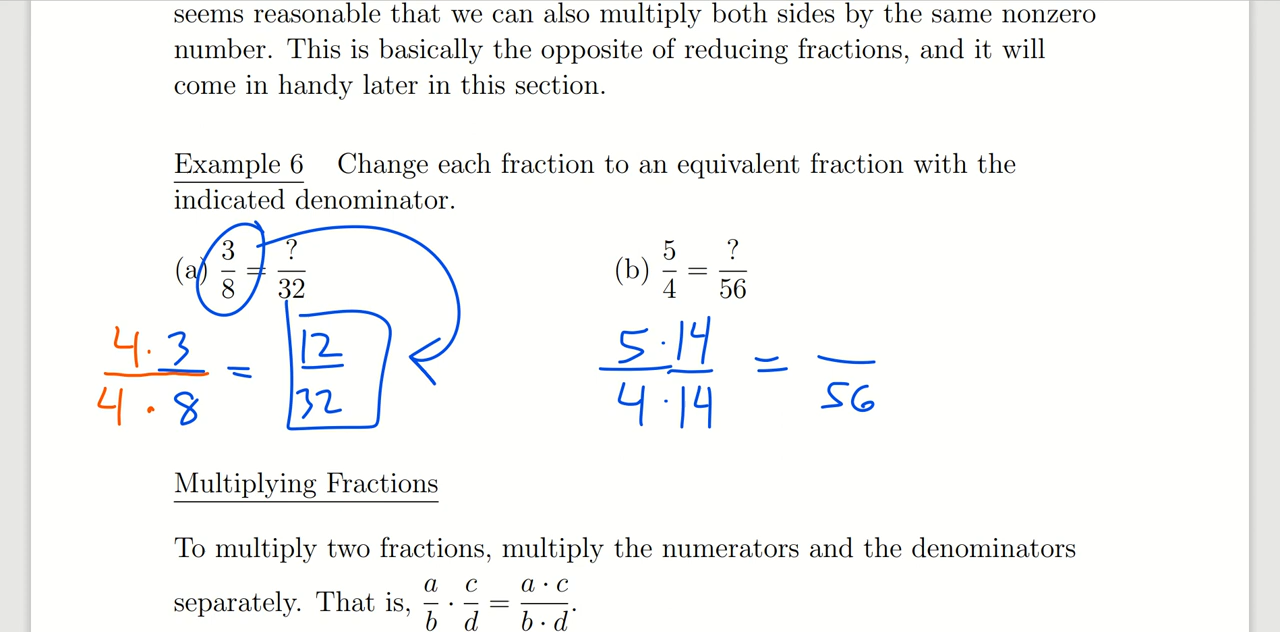 seems reasonable that we can also multiply both sides by the same nonzero
number. This is basically the opposite of reducing fractions, and it will
come in handy later in this section.
Example 6 Change each fraction to an equivalent fraction with the
indicated denominator.
(a) 3/8 = ?/32
(b) 5/4 = ?/56
4 · 3 / 4 · 8 = 12/32
5 · 14 / 4 · 14 = /56
Multiplying Fractions
To multiply two fractions, multiply the numerators and the denominators
separately. That is, a/b · c/d = a · c / b · d.